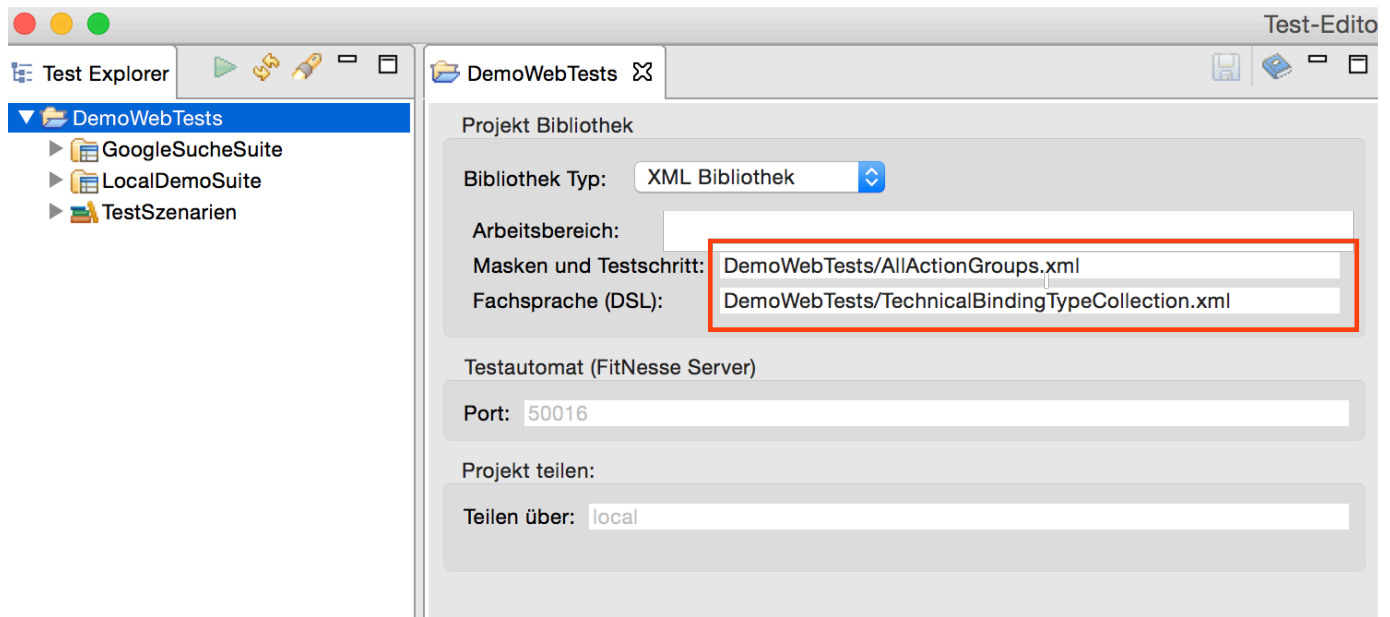 Test-Edito
Test Explorer
DemoWebTests
DemoWebTests
GoogleSucheSuite
LocalDemoSuite
TestSzenarien
Projekt Bibliothek
Bibliothek Typ: XML Bibliothek
Arbeitsbereich:
Masken und Testschritt: DemoWebTests/AllActionGroups.xml
Fachsprache (DSL): DemoWebTests/TechnicalBindingTypeCollection.xml
Testautomat (FitNesse Server)
Port: 50016
Projekt teilen:
Teilen über: local